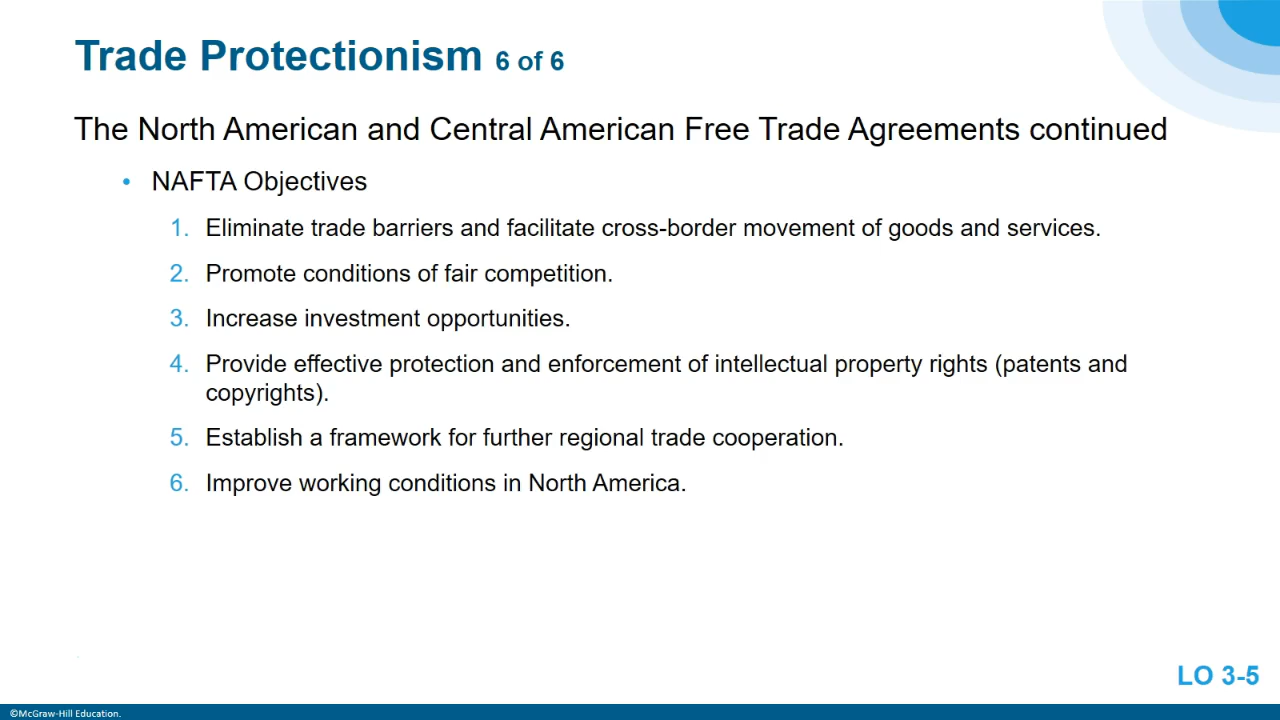 Trade Protectionism 6 of 6
The North American and Central American Free Trade Agreements continued
• NAFTA Objectives
1. Eliminate trade barriers and facilitate cross-border movement of goods and services.
2. Promote conditions of fair competition.
3. Increase investment opportunities.
4. Provide effective protection and enforcement of intellectual property rights (patents and
copyrights).
5. Establish a framework for further regional trade cooperation.
6. Improve working conditions in North America.
LO 3-5
©McGraw-Hill Education.